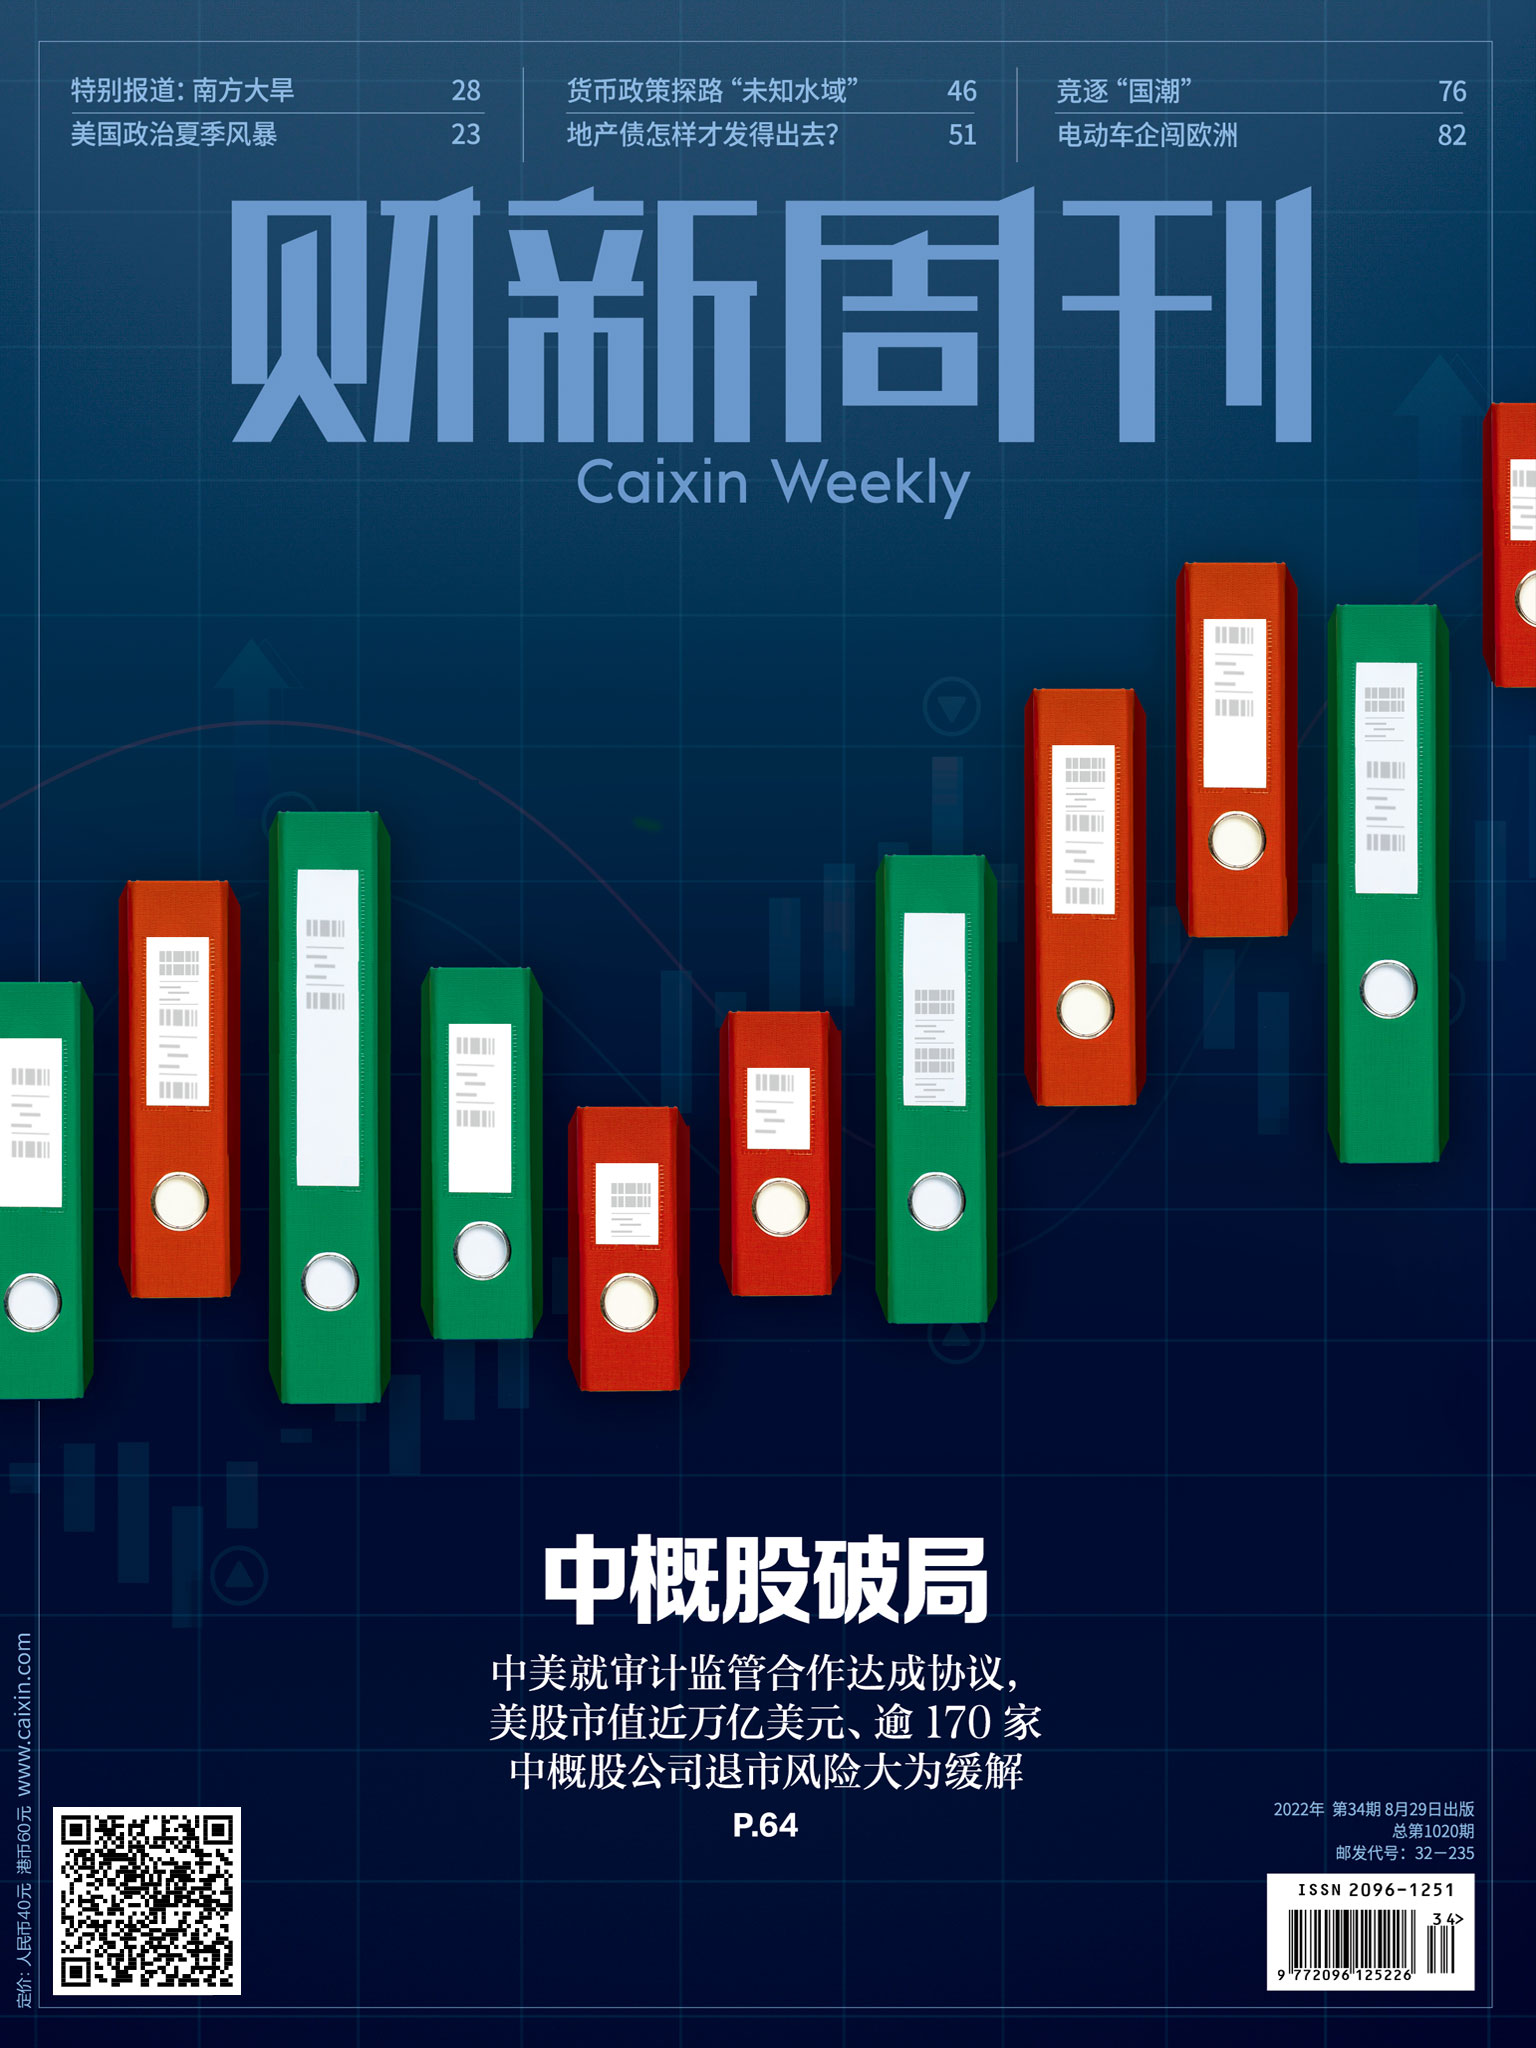 特别报道：南方大旱 28
美国政治夏季风暴 23
货币政策探路“未知水域” 46
地产债怎样才发得出去？ 51
竞逐“国潮” 76
电动车企闯欧洲 82
财新周刊
Caixin Weekly
中概股破局
中美就审计监管合作达成协议，
美股市值近万亿美元、逾 170 家
中概股公司退市风险大为缓解
P.64
定价：人民币40元 港币60元 www.caixin.com
2022年 第34期 8月29日出版
总第1020期
邮发代号：32－235
ISSN 2096-1251
34>
9 772096 125226